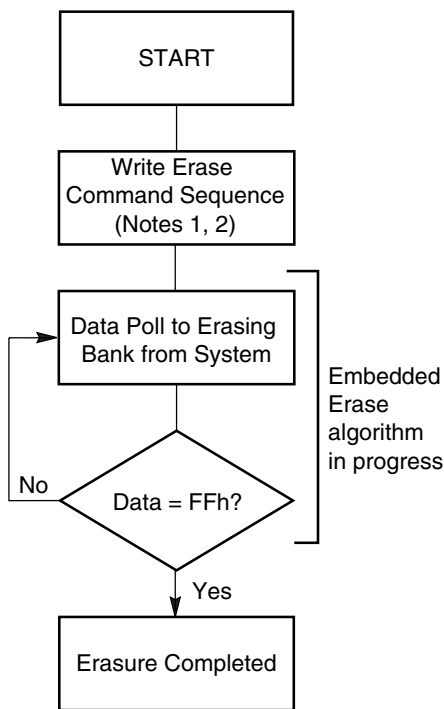 START
Write Erase
Command Sequence
(Notes 1, 2)
Data Poll to Erasing
Bank from System
Embedded
Erase
algorithm
in progress
No
Data = FFh?
Yes
Erasure Completed